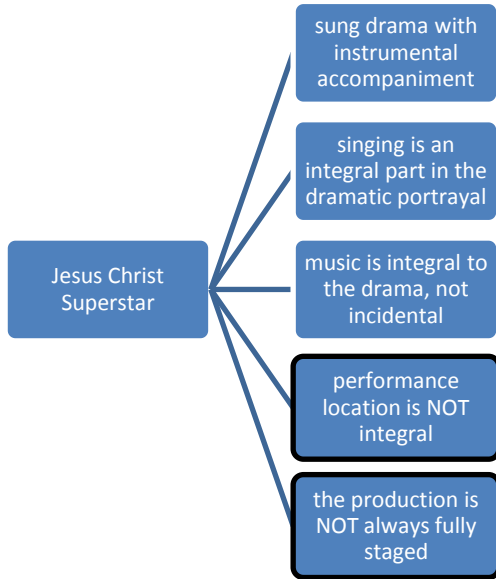 sung drama with
instrumental
accompaniment
singing is an
integral part in the
dramatic portrayal
Jesus Christ
Superstar
music is integral to
the drama, not
incidental
performance
location is NOT
integral
the production is
NOT always fully
staged